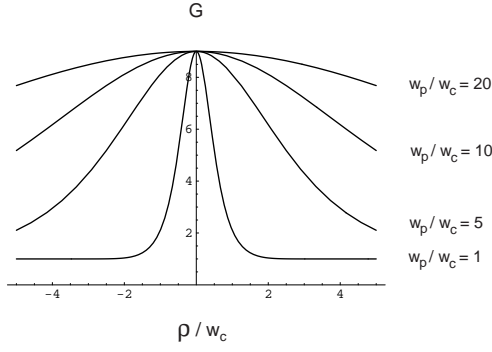 G
8
6
4
2
-4 -2 2 4
ρ / w_c
w_p / w_c = 20
w_p / w_c = 10
w_p / w_c = 5
w_p / w_c = 1